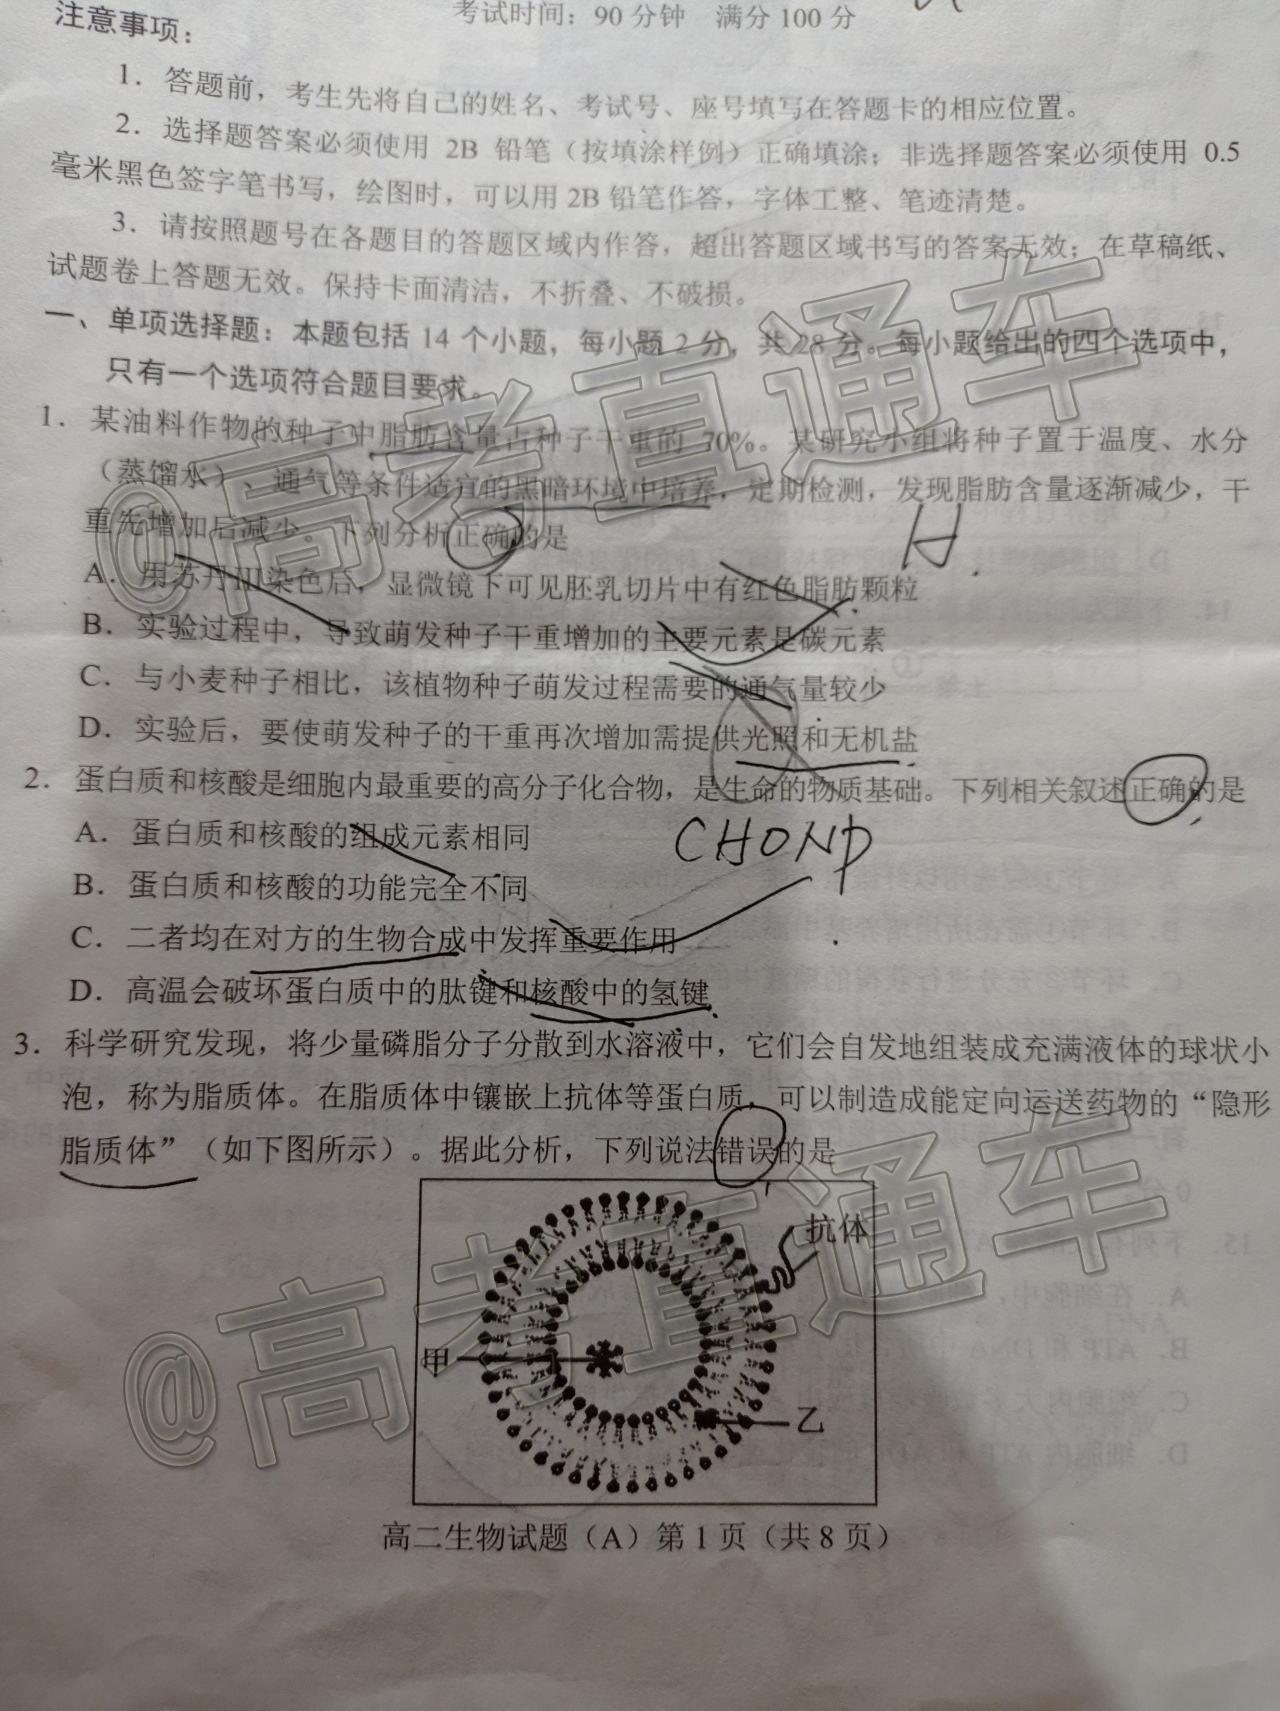 考试时间：90 分钟　满分 100 分
注意事项：
1．答题前，考生先将自己的姓名、考试号、座号填写在答题卡的相应位置。
2．选择题答案必须使用 2B 铅笔（按填涂样例）正确填涂；非选择题答案必须使用 0.5
毫米黑色签字笔书写，绘图时，可以用 2B 铅笔作答，字体工整、笔迹清楚。
3．请按照题号在各题目的答题区域内作答，超出答题区域书写的答案无效；在草稿纸、
试题卷上答题无效。保持卡面清洁，不折叠、不破损。
一、单项选择题：本题包括 14 个小题，每小题 2 分，共 28 分。每小题给出的四个选项中，
只有一个选项符合题目要求。
1．某油料作物的种子中脂肪含量占种子干重的 70%。某研究小组将种子置于温度、水分
（蒸馏水）、通气等条件适宜的黑暗环境中培养，定期检测，发现脂肪含量逐渐减少，干
重先增加后减少。下列分析正确的是
H
A．用苏丹III染色后，显微镜下可见胚乳切片中有红色脂肪颗粒
B．实验过程中，导致萌发种子干重增加的主要元素是碳元素
C．与小麦种子相比，该植物种子萌发过程需要的通气量较少
D．实验后，要使萌发种子的干重再次增加需提供光照和无机盐
2．蛋白质和核酸是细胞内最重要的高分子化合物，是生命的物质基础。下列相关叙述正确的是
A．蛋白质和核酸的组成元素相同
CHONP
B．蛋白质和核酸的功能完全不同
C．二者均在对方的生物合成中发挥重要作用
D．高温会破坏蛋白质中的肽键和核酸中的氢键
3．科学研究发现，将少量磷脂分子分散到水溶液中，它们会自发地组装成充满液体的球状小
泡，称为脂质体。在脂质体中镶嵌上抗体等蛋白质，可以制造成能定向运送药物的“隐形
脂质体”（如下图所示）。据此分析，下列说法错误的是
抗体
甲
乙
高二生物试题（A）第 1 页（共 8 页）
@高考直通车
@高考直通车